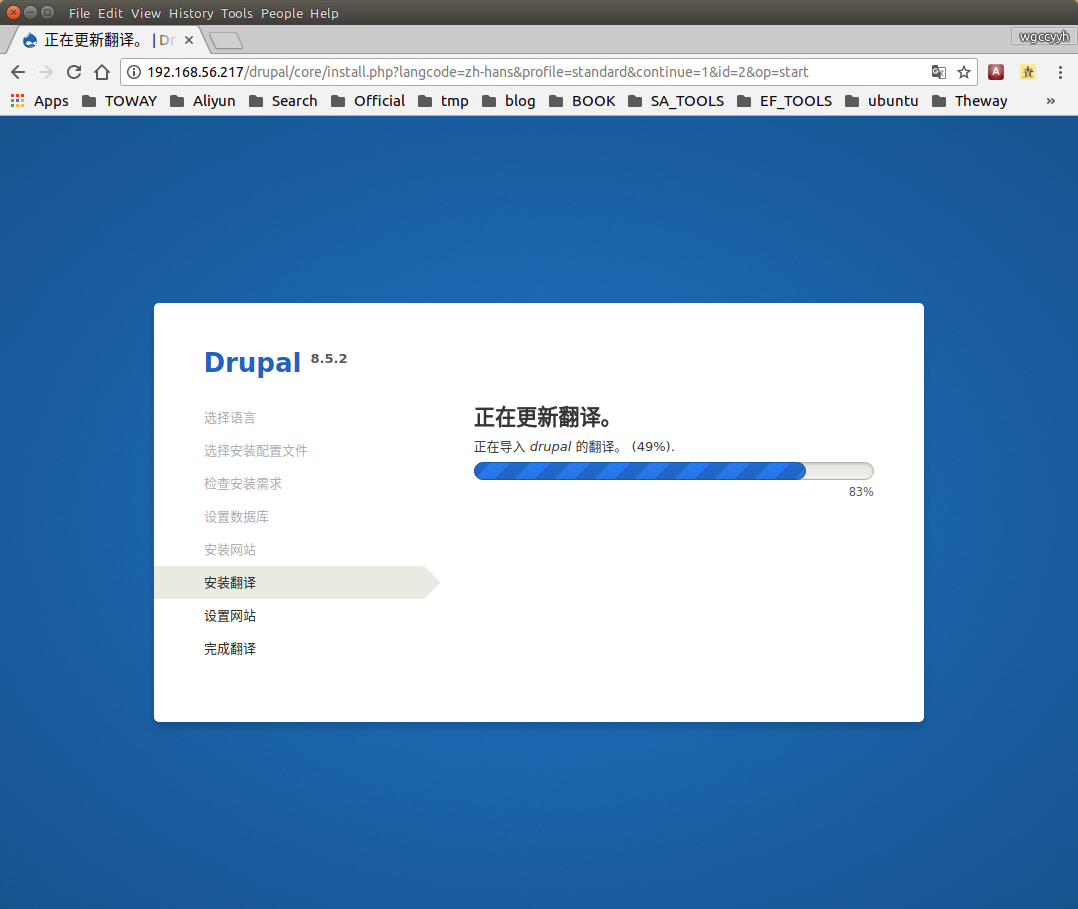 File Edit View History Tools People Help
正在更新翻译。 | Dr
wgccyyh
192.168.56.217/drupal/core/install.php?langcode=zh-hans&profile=standard&continue=1&id=2&op=start
A
Apps TOWAY Aliyun Search Official tmp blog BOOK SA_TOOLS EF_TOOLS ubuntu Theway »
Drupal 8.5.2
选择语言
选择安装配置文件
检查安装需求
设置数据库
安装网站
安装翻译
设置网站
完成翻译
正在更新翻译。
正在导入 drupal 的翻译。 (49%).
83%